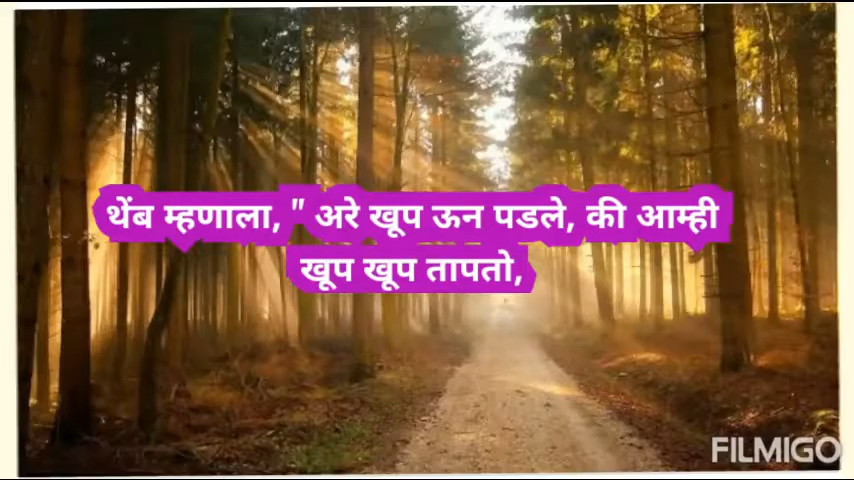 थेंब म्हणाला, " अरे खूप ऊन पडले, की आम्ही
खूप खूप तापतो,
FILMIGO